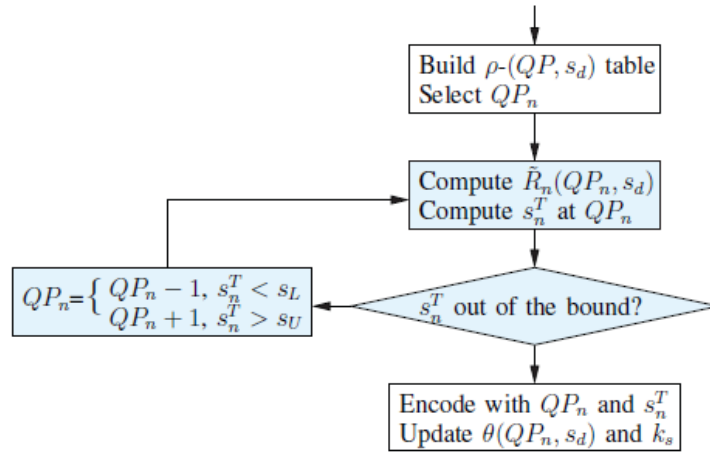 Build ρ-(QP, s_d) table
Select QP_n
Compute R̃_n(QP_n, s_d)
Compute s_n^T at QP_n
QP_n={ QP_n − 1, s_n^T < s_L
QP_n + 1, s_n^T > s_U
s_n^T out of the bound?
Encode with QP_n and s_n^T
Update θ(QP_n, s_d) and k_s